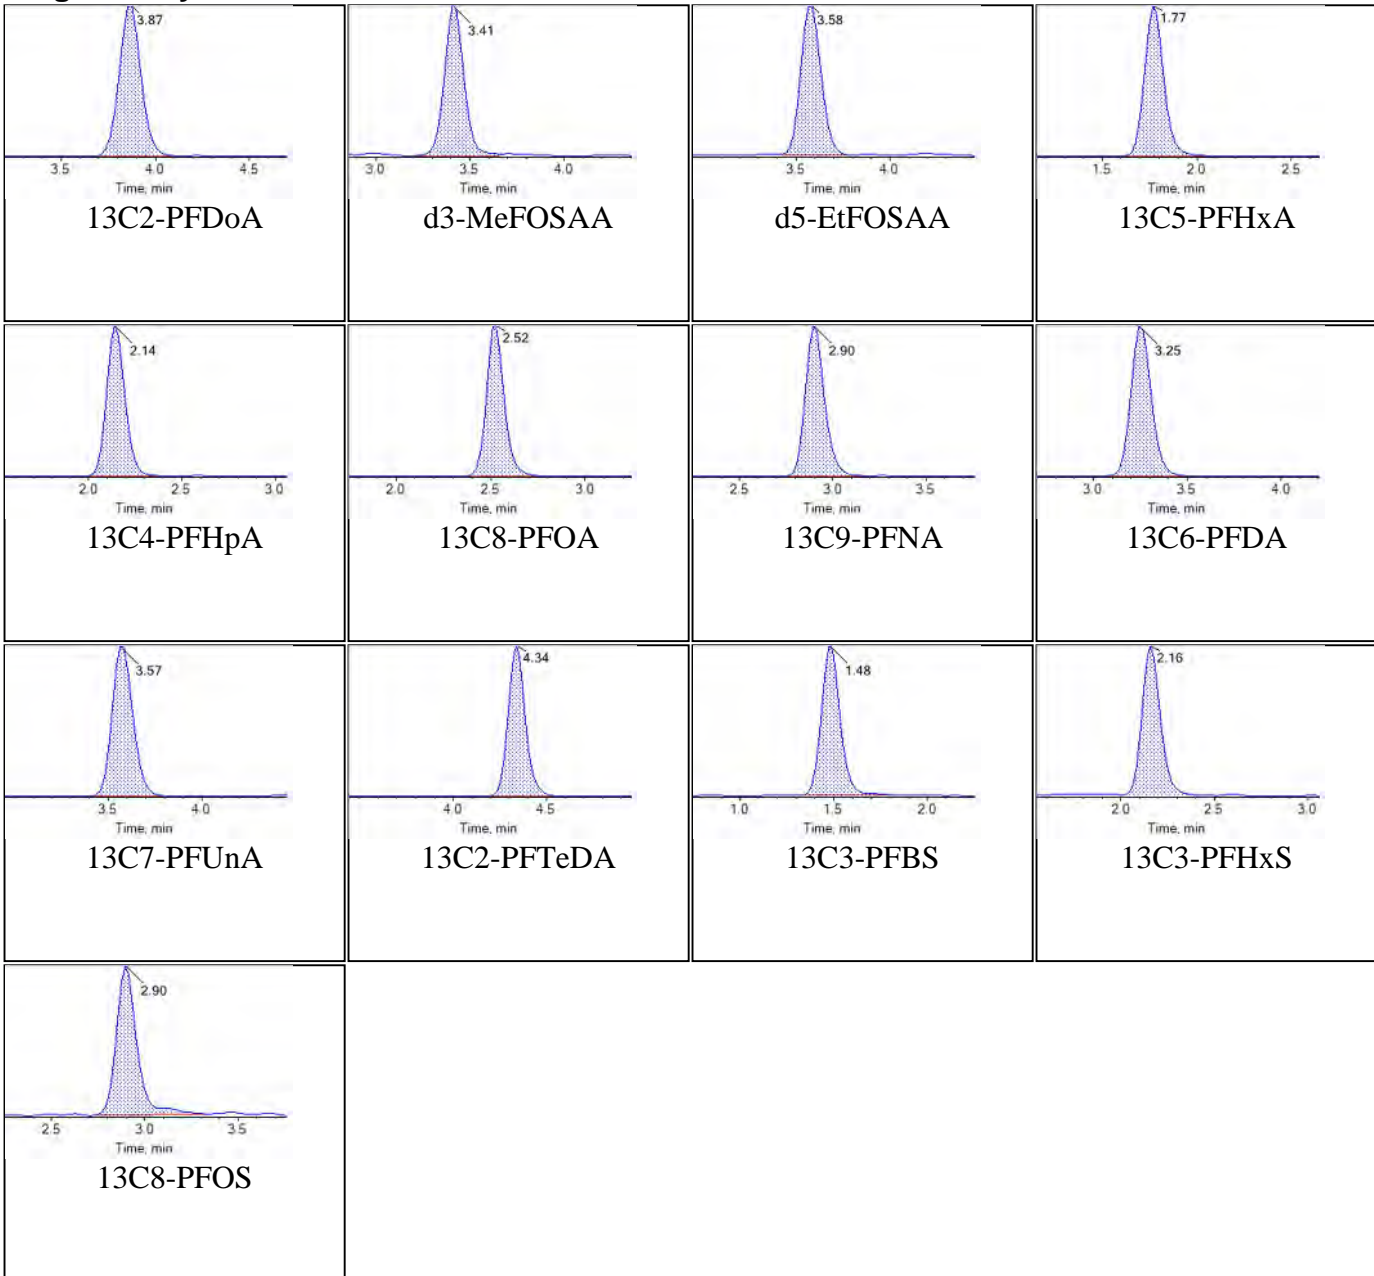 3.87
3.5 4.0 4.5
Time, min
13C2-PFDoA
3.41
3.0 3.5 4.0
Time, min
d3-MeFOSAA
3.58
3.5 4.0
Time, min
d5-EtFOSAA
1.77
1.5 2.0 2.5
Time, min
13C5-PFHxA
2.14
2.0 2.5 3.0
Time, min
13C4-PFHpA
2.52
2.0 2.5 3.0
Time, min
13C8-PFOA
2.90
2.5 3.0 3.5
Time, min
13C9-PFNA
3.25
3.0 3.5 4.0
Time, min
13C6-PFDA
3.57
3.5 4.0
Time, min
13C7-PFUnA
4.34
4.0 4.5
Time, min
13C2-PFTeDA
1.48
1.0 1.5 2.0
Time, min
13C3-PFBS
2.16
2.0 2.5 3.0
Time, min
13C3-PFHxS
2.90
2.5 3.0 3.5
Time, min
13C8-PFOS